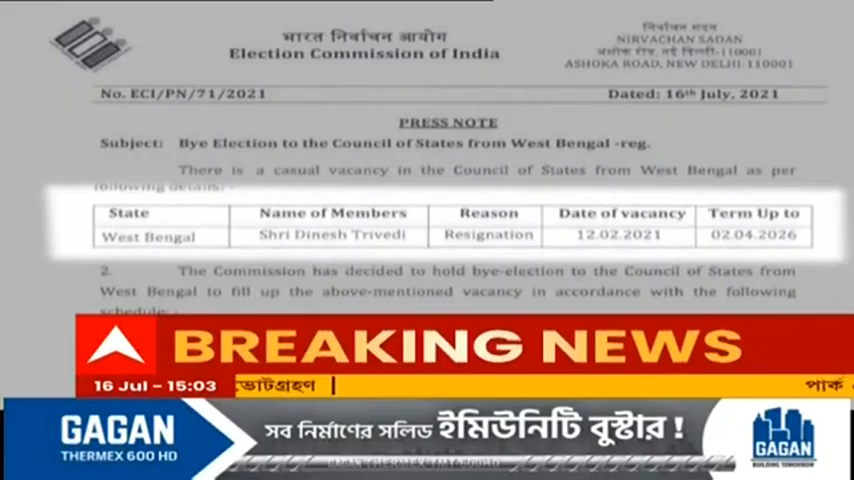 भारत निर्वाचन आयोग
Election Commission of India
निर्वाचन सदन
NIRVACHAN SADAN
अशोक रोड, नई दिल्ली-110001
ASHOKA ROAD, NEW DELHI-110001
No. ECI/PN/71/2021 Dated: 16th July, 2021
PRESS NOTE
Subject: Bye Election to the Council of States from West Bengal -reg.
There is a casual vacancy in the Council of States from West Bengal as per
following details: -
State Name of Members Reason Date of vacancy Term Up to
West Bengal Shri Dinesh Trivedi Resignation 12.02.2021 02.04.2026
2. The Commission has decided to hold bye-election to the Council of States from
West Bengal to fill up the above-mentioned vacancy in accordance with the following
schedule: -
BREAKING NEWS
16 Jul – 15:03 ভোটগ্রহণ | পার্ক
GAGAN
THERMEX 600 HD
সব নির্মাণের সলিড ইমিউনিটি বুস্টার !
GAGAN THERMEX TMT 600HD
GAGAN
BUILDING TOMORROW